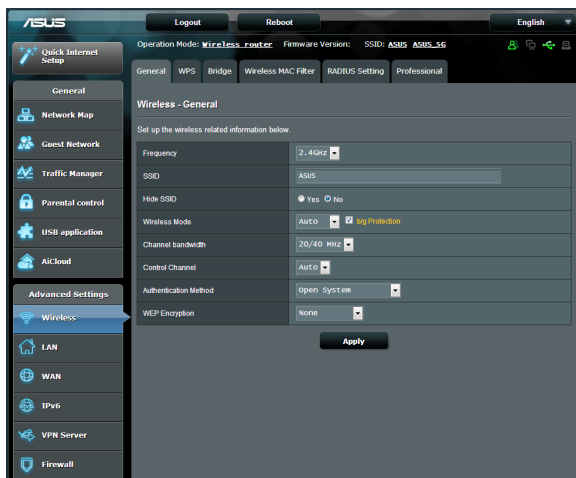 ASUS
Logout
Reboot
English
Quick Internet Setup
Operation Mode: Wireless router Firmware Version: SSID: ASUS ASUS_5G
General
WPS
Bridge
Wireless MAC Filter
RADIUS Setting
Professional
General
Network Map
Guest Network
Traffic Manager
Parental control
USB application
AiCloud
Advanced Settings
Wireless
LAN
WAN
IPv6
VPN Server
Firewall
Wireless - General
Set up the wireless related information below.
Frequency 2.4GHz
SSID ASUS
Hide SSID Yes No
Wireless Mode Auto b/g Protection
Channel bandwidth 20/40 MHz
Control Channel Auto
Authentication Method Open System
WEP Encryption None
Apply